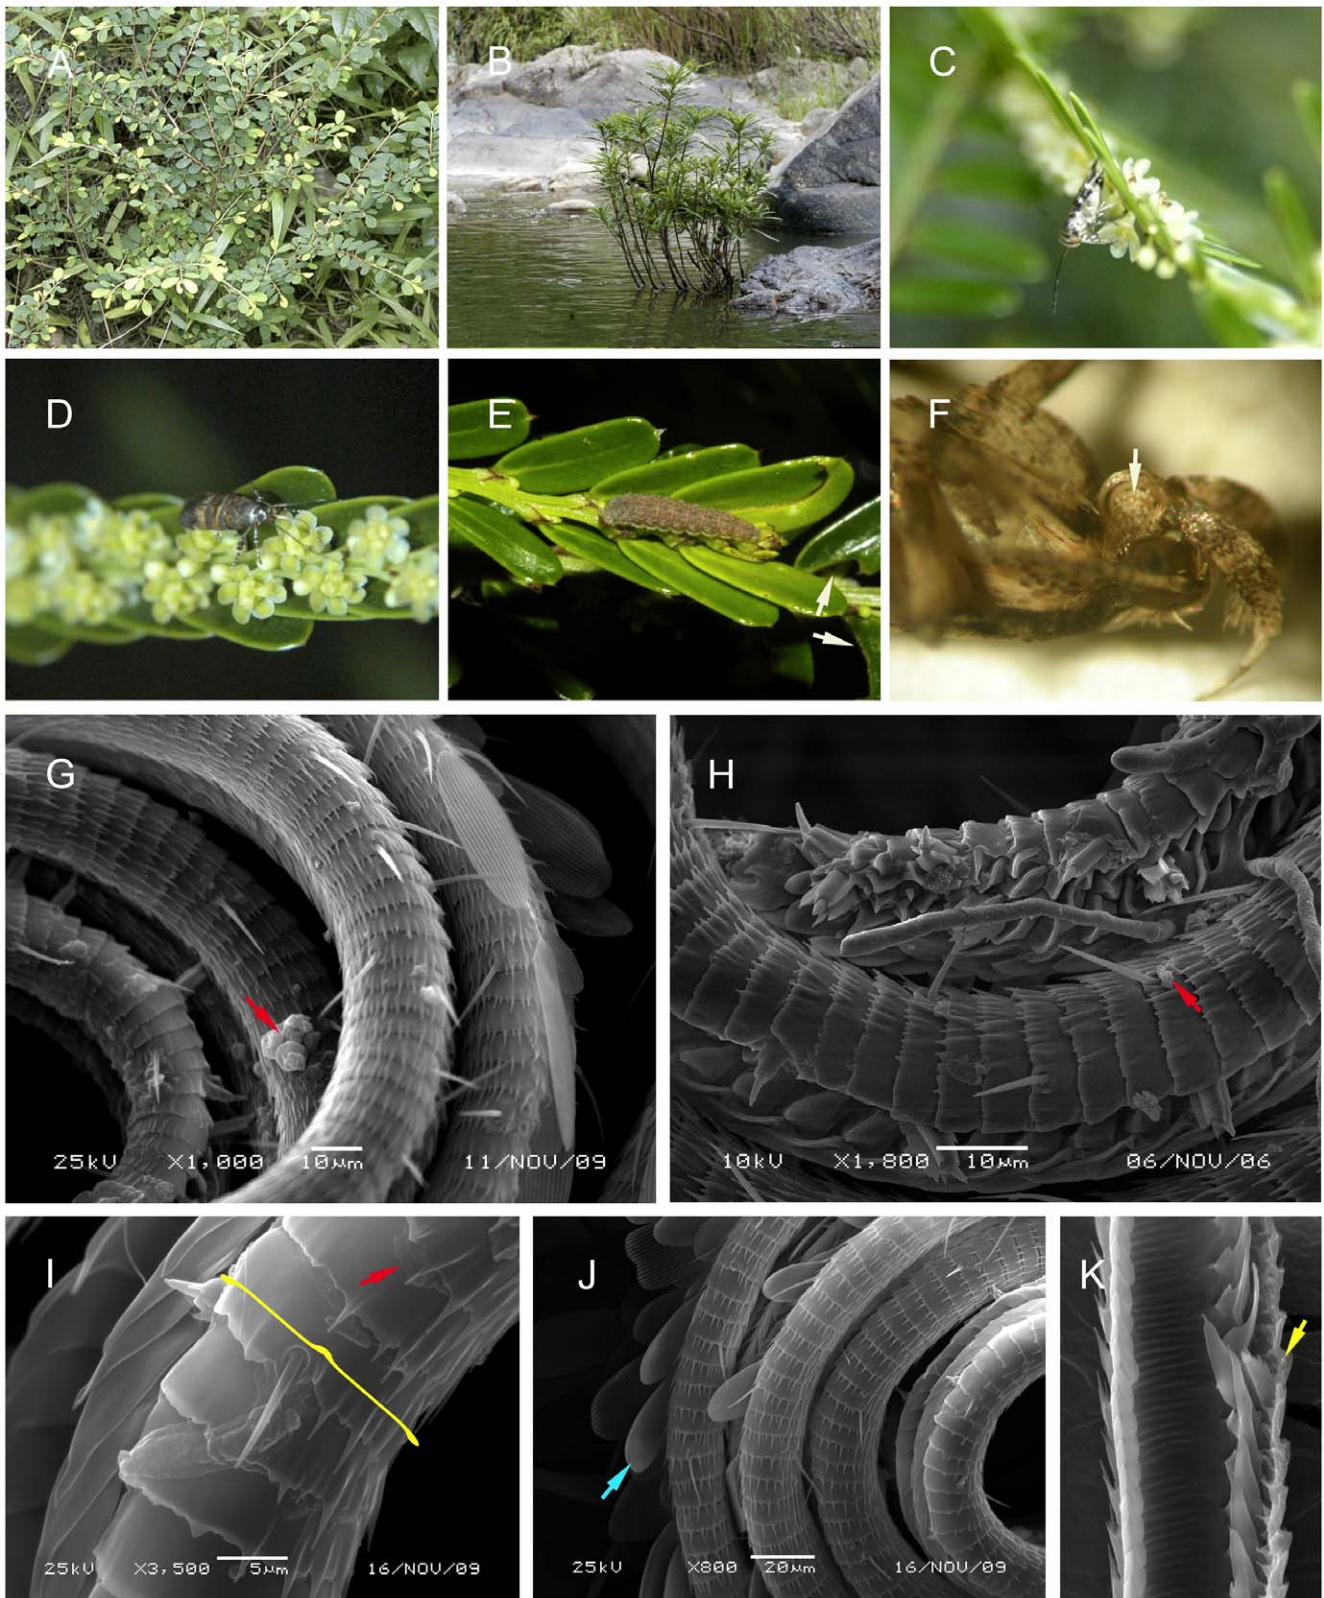 A
B
C
D
E
F
G
25kV X1,000 10µm 11/NOV/09
H
10kV X1,800 10µm 06/NOV/06
I
25kV X3,500 5µm 16/NOV/09
J
25kV X800 20µm 16/NOV/09
K